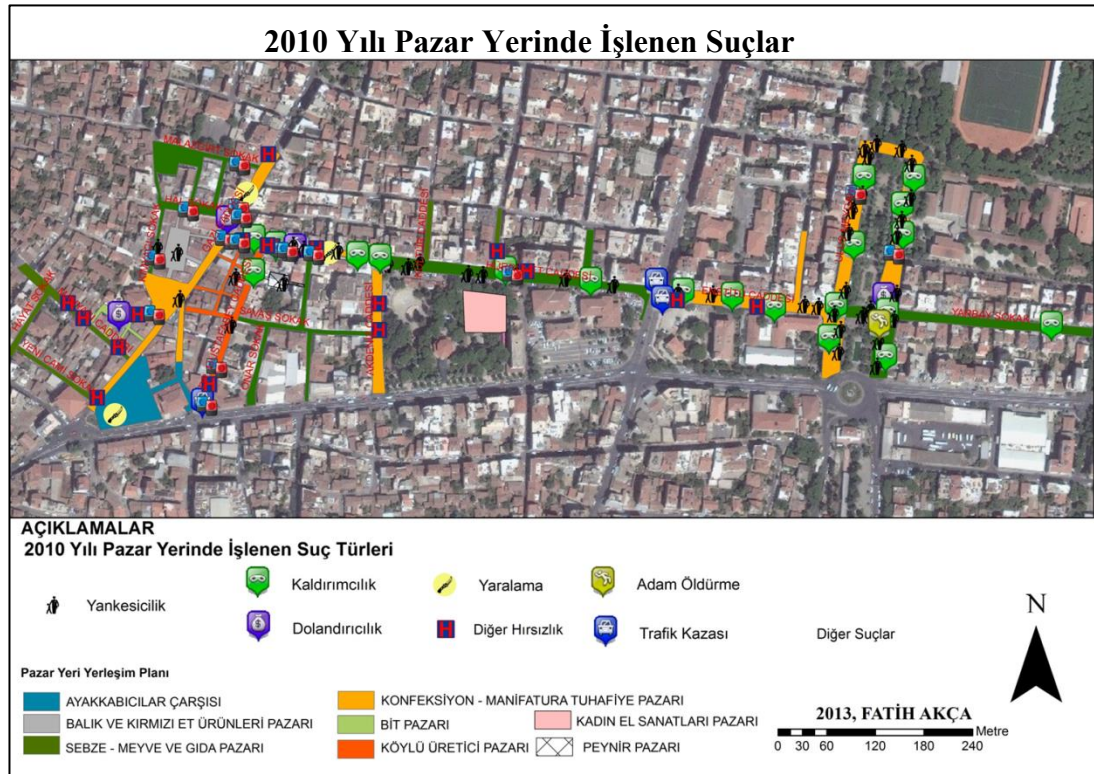 2010 Yılı Pazar Yerinde İşlenen Suçlar
SOKAK
SAVAŞ SOKAK
CADDESİ
YARBAY SOKAK
AÇIKLAMALAR
2010 Yılı Pazar Yerinde İşlenen Suç Türleri
Yankesicilik
Kaldırımcılık
Yaralama
Adam Öldürme
Dolandırıcılık
Diğer Hırsızlık
Trafik Kazası
Diğer Suçlar
N
Pazar Yeri Yerleşim Planı
AYAKKABICILAR ÇARŞISI
KONFEKSİYON - MANİFATURA TUHAFİYE PAZARI
BALIK VE KIRMIZI ET ÜRÜNLERİ PAZARI
BİT PAZARI
KADIN EL SANATLARI PAZARI
SEBZE - MEYVE VE GIDA PAZARI
KÖYLÜ ÜRETİCİ PAZARI
PEYNİR PAZARI
2013, FATİH AKÇA
Metre
0 30 60 120 180 240